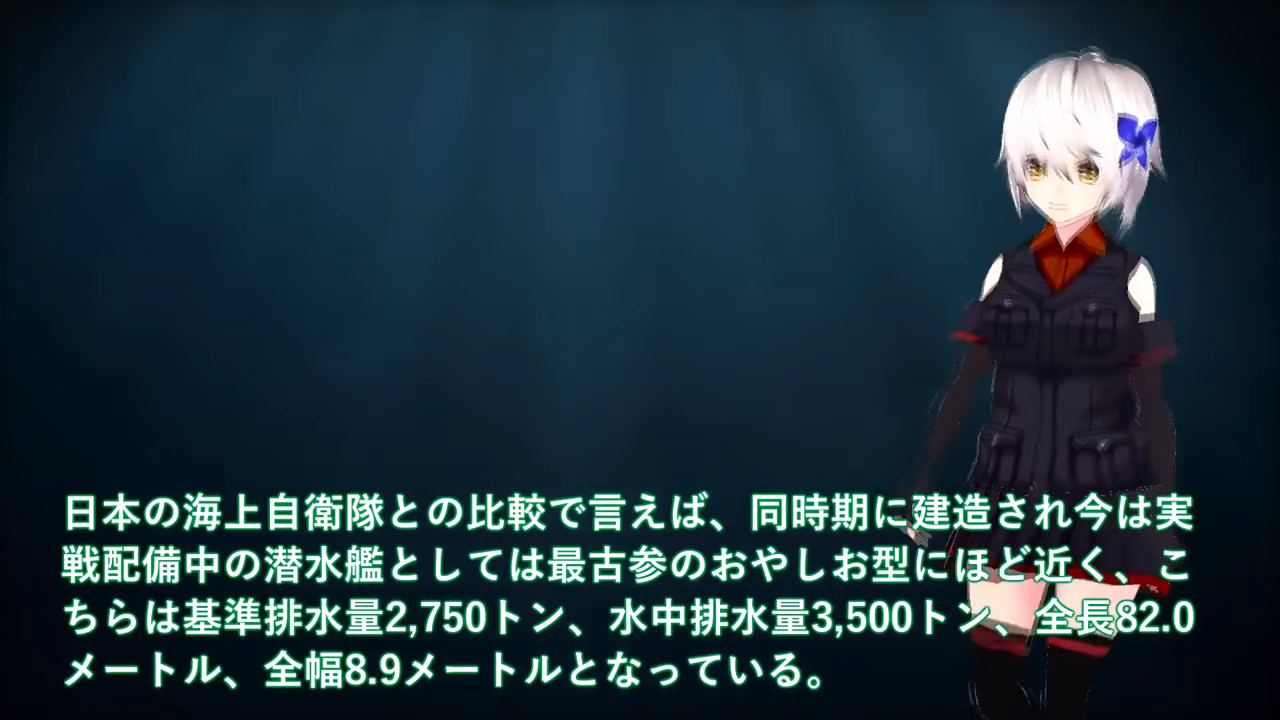 日本の海上自衛隊との比較で言えば、同時期に建造され今は実
戦配備中の潜水艦としては最古参のおやしお型にほど近く、こ
ちらは基準排水量2,750トン、水中排水量3,500トン、全長82.0
メートル、全幅8.9メートルとなっている。